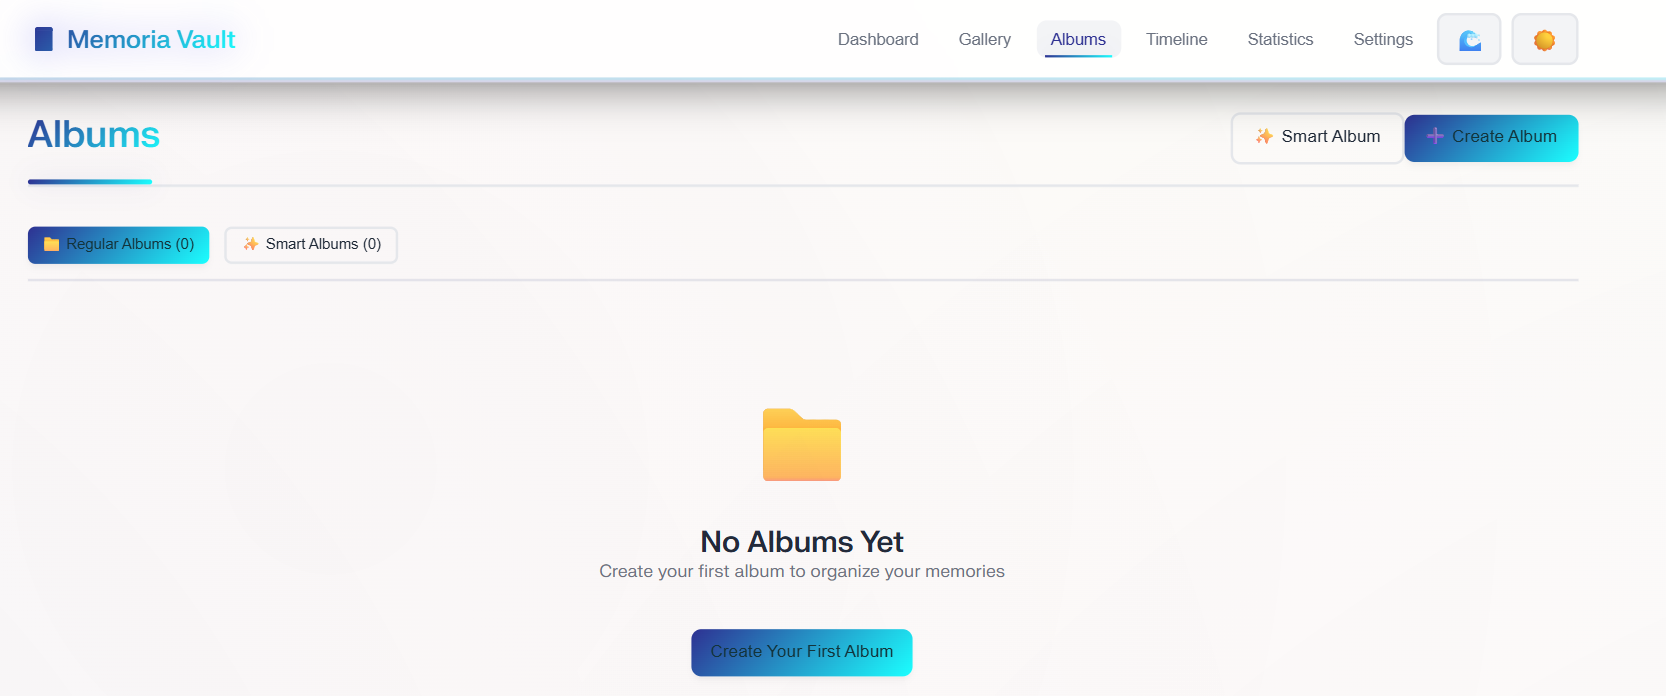 Memoria Vault
Dashboard Gallery Albums Timeline Statistics Settings
Albums
Smart Album Create Album
Regular Albums (0) Smart Albums (0)
No Albums Yet
Create your first album to organize your memories
Create Your First Album